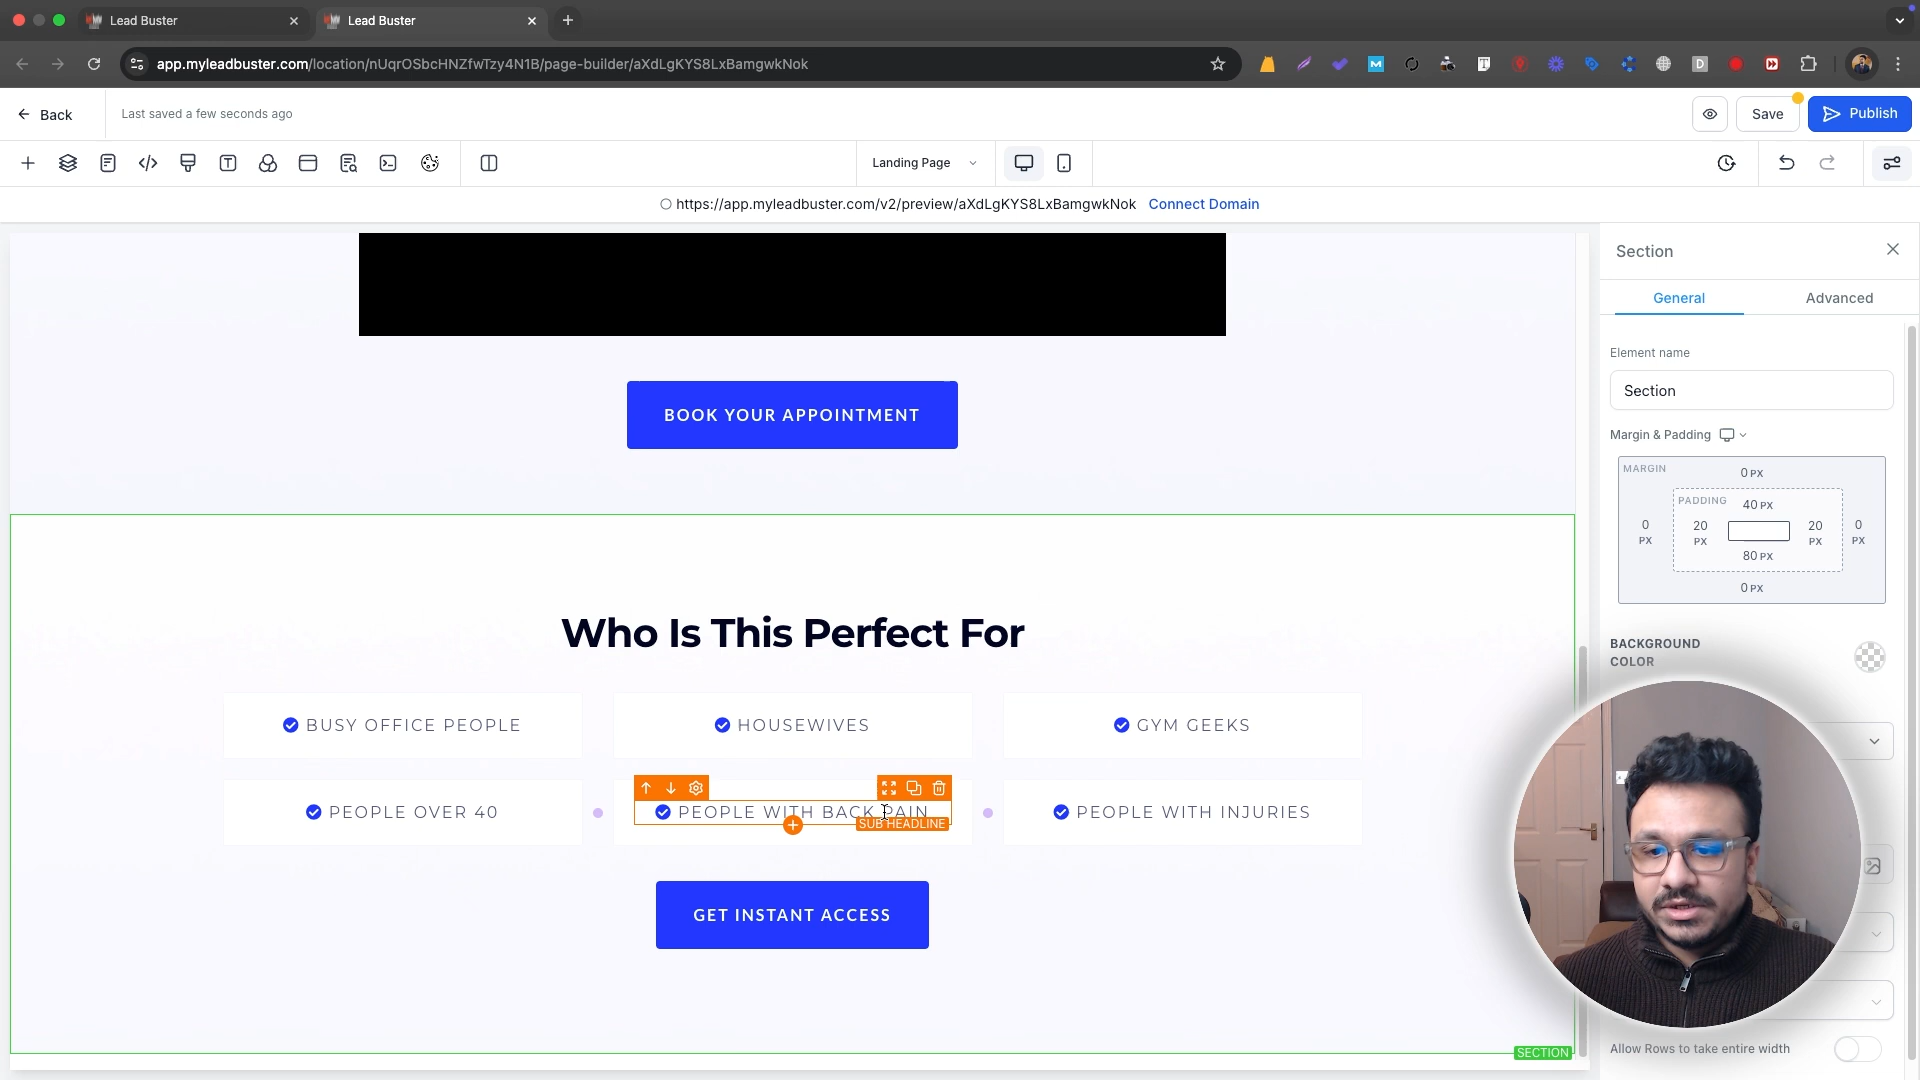 Lead Buster
Lead Buster
app.myleadbuster.com/location/nUqrOSbcHNZfwTzy4N1B/page-builder/aXdLgKYS8LxBamgwkNok
Back
Last saved a few seconds ago
Save
Publish
Landing Page
https://app.myleadbuster.com/v2/preview/aXdLgKYS8LxBamgwkNok Connect Domain
Section
General
Advanced
Element name
Section
Margin & Padding
MARGIN
0 PX
PADDING
40 PX
0 PX
20 PX
20 PX
0 PX
80 PX
0 PX
BACKGROUND COLOR
Allow Rows to take entire width
BOOK YOUR APPOINTMENT
Who Is This Perfect For
BUSY OFFICE PEOPLE
HOUSEWIVES
GYM GEEKS
PEOPLE OVER 40
PEOPLE WITH BACK PAIN
SUB HEADLINE
PEOPLE WITH INJURIES
GET INSTANT ACCESS
SECTION